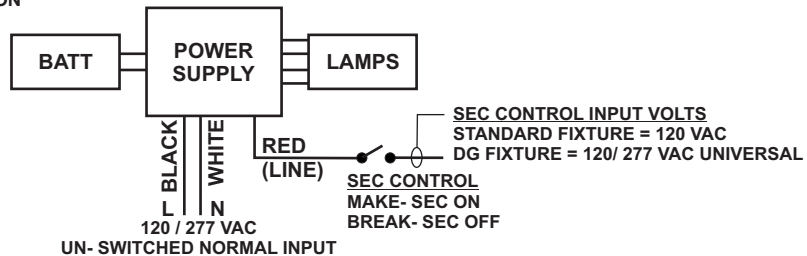 ON
BATT
POWER
SUPPLY
LAMPS
BLACK
WHITE
RED
(LINE)
SEC CONTROL INPUT VOLTS
STANDARD FIXTURE = 120 VAC
DG FIXTURE = 120/ 277 VAC UNIVERSAL
SEC CONTROL
MAKE- SEC ON
BREAK- SEC OFF
L N
120 / 277 VAC
UN- SWITCHED NORMAL INPUT